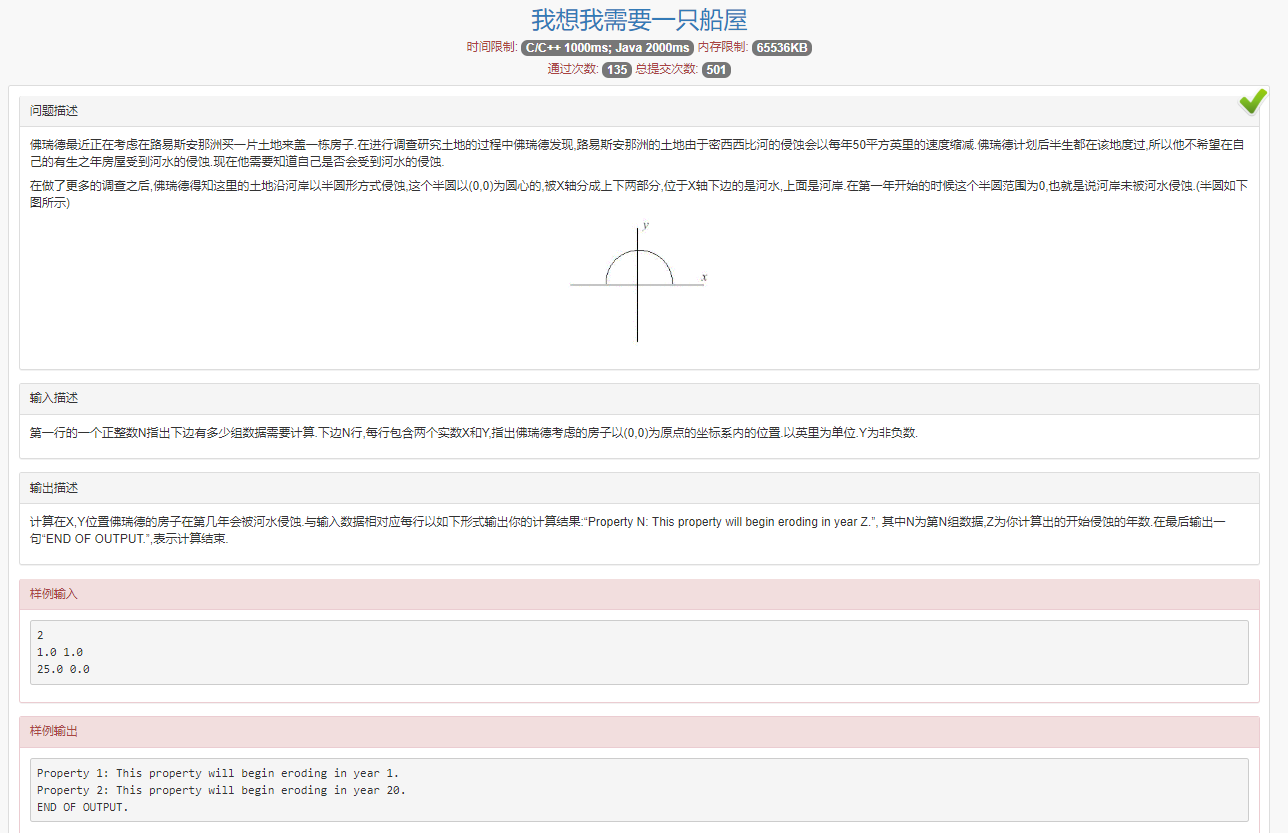 我想我需要一只船屋
时间限制: C/C++ 1000ms; Java 2000ms 内存限制: 65536KB
通过次数: 135 总提交次数: 501
问题描述
佛瑞德最近正在考虑在路易斯安那洲买一片土地来盖一栋房子.在进行调查研究土地的过程中佛瑞德发现,路易斯安那洲的土地由于密西西比河的侵蚀会以每年50平方英里的速度缩减.佛瑞德计划后半生都在该地度过,所以他不希望在自
己的有生之年房屋受到河水的侵蚀.现在他需要知道自己是否会受到河水的侵蚀.
在做了更多的调查之后,佛瑞德得知这里的土地沿河岸以半圆形方式侵蚀,这个半圆以(0,0)为圆心的,被X轴分成上下两部分,位于X轴下边的是河水,上面是河岸.在第一年开始的时候这个半圆范围为0,也就是说河岸未被河水侵蚀.(半圆如下
图所示)
y
x
输入描述
第一行的一个正整数N指出下边有多少组数据需要计算.下边N行,每行包含两个实数X和Y,指出佛瑞德考虑的房子以(0,0)为原点的坐标系内的位置.以英里为单位.Y为非负数.
输出描述
计算在X,Y位置佛瑞德的房子在第几年会被河水侵蚀.与输入数据相对应每行以如下形式输出你的计算结果:“Property N: This property will begin eroding in year Z.”, 其中N为第N组数据,Z为你计算出的开始侵蚀的年数.在最后输出一
句“END OF OUTPUT.”,表示计算结束.
样例输入
2
1.0 1.0
25.0 0.0
样例输出
Property 1: This property will begin eroding in year 1.
Property 2: This property will begin eroding in year 20.
END OF OUTPUT.